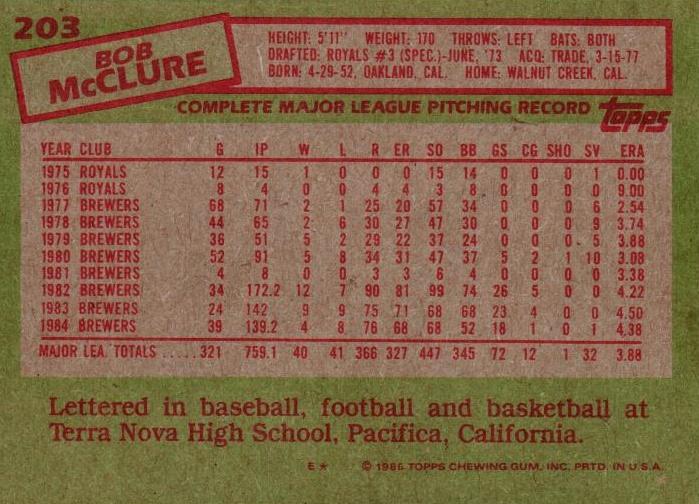 203
BOB
McCLURE
HEIGHT: 5'11" WEIGHT: 170 THROWS: LEFT BATS: BOTH
DRAFTED: ROYALS #3 (SPEC.)-JUNE, '73 ACQ: TRADE, 3-15-77
BORN: 4-29-52, OAKLAND, CAL. HOME: WALNUT CREEK, CAL.
COMPLETE MAJOR LEAGUE PITCHING RECORD topps
YEAR CLUB G IP W L R ER SO BB GS CG SHO SV ERA
1975 ROYALS 12 15 1 0 0 0 15 14 0 0 0 1 0.00
1976 ROYALS 8 4 0 0 4 4 3 8 0 0 0 0 9.00
1977 BREWERS 68 71 2 1 25 20 57 34 0 0 0 6 2.54
1978 BREWERS 44 65 2 6 30 27 47 30 0 0 0 9 3.74
1979 BREWERS 36 51 5 2 29 22 37 24 0 0 0 5 3.88
1980 BREWERS 52 91 5 8 34 31 47 37 5 2 1 10 3.08
1981 BREWERS 4 8 0 0 3 3 6 4 0 0 0 0 3.38
1982 BREWERS 34 172.2 12 7 90 81 99 74 26 5 0 0 4.22
1983 BREWERS 24 142 9 9 75 71 68 68 23 4 0 0 4.50
1984 BREWERS 39 139.2 4 8 76 68 68 52 18 1 0 1 4.38
MAJOR LEA. TOTALS ..... 321 759.1 40 41 366 327 447 345 72 12 1 32 3.88
Lettered in baseball, football and basketball at
Terra Nova High School, Pacifica, California.
E★ © 1985 TOPPS CHEWING GUM, INC. PRTD. IN U.S.A.